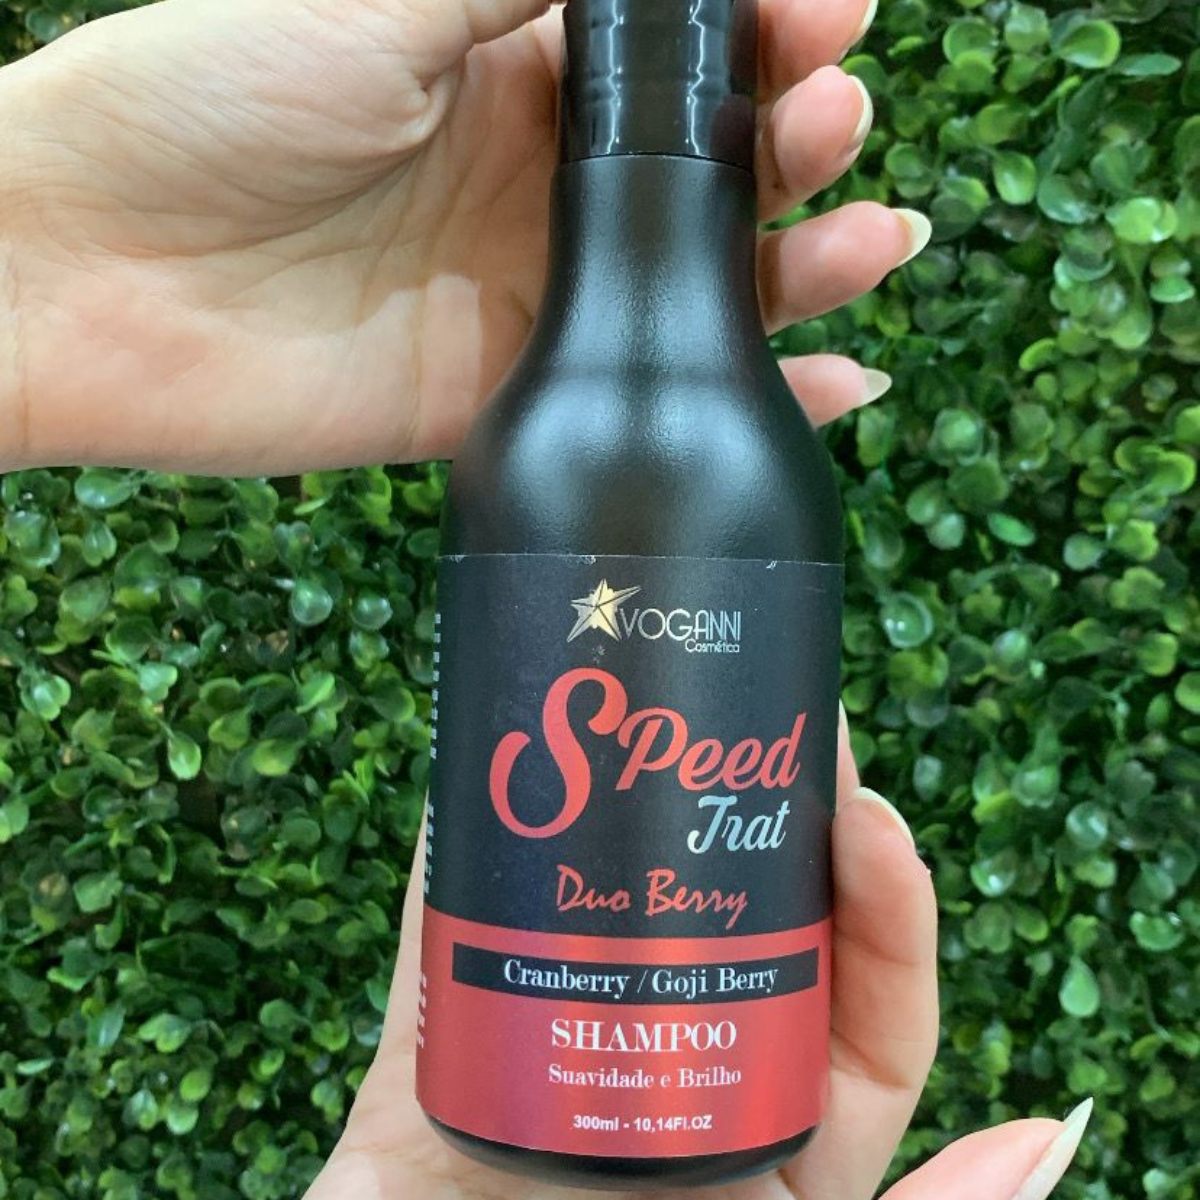 VOGANNI
Cosmética
SPeed
Trat
Duo Berry
Cranberry / Goji Berry
SHAMPOO
Suavidade e Brilho
300ml - 10,14Fl.OZ